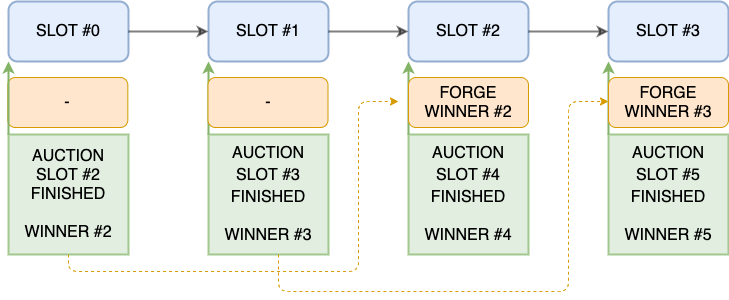 SLOT #0
SLOT #1
SLOT #2
SLOT #3
-
-
FORGE
WINNER #2
FORGE
WINNER #3
AUCTION
SLOT #2
FINISHED
WINNER #2
AUCTION
SLOT #3
FINISHED
WINNER #3
AUCTION
SLOT #4
FINISHED
WINNER #4
AUCTION
SLOT #5
FINISHED
WINNER #5